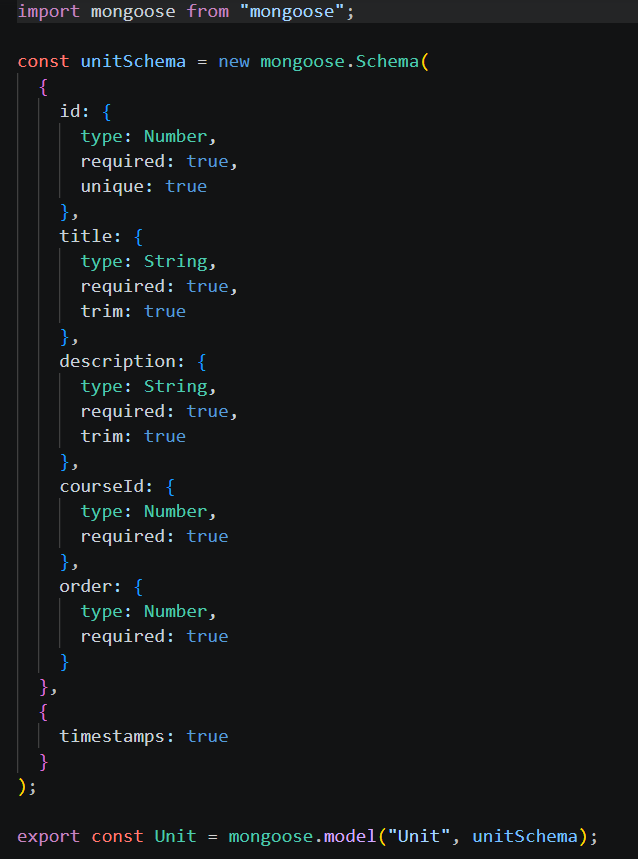 import mongoose from "mongoose";
const unitSchema = new mongoose.Schema(
{
id: {
type: Number,
required: true,
unique: true
},
title: {
type: String,
required: true,
trim: true
},
description: {
type: String,
required: true,
trim: true
},
courseId: {
type: Number,
required: true
},
order: {
type: Number,
required: true
}
},
{
timestamps: true
}
);
export const Unit = mongoose.model("Unit", unitSchema);